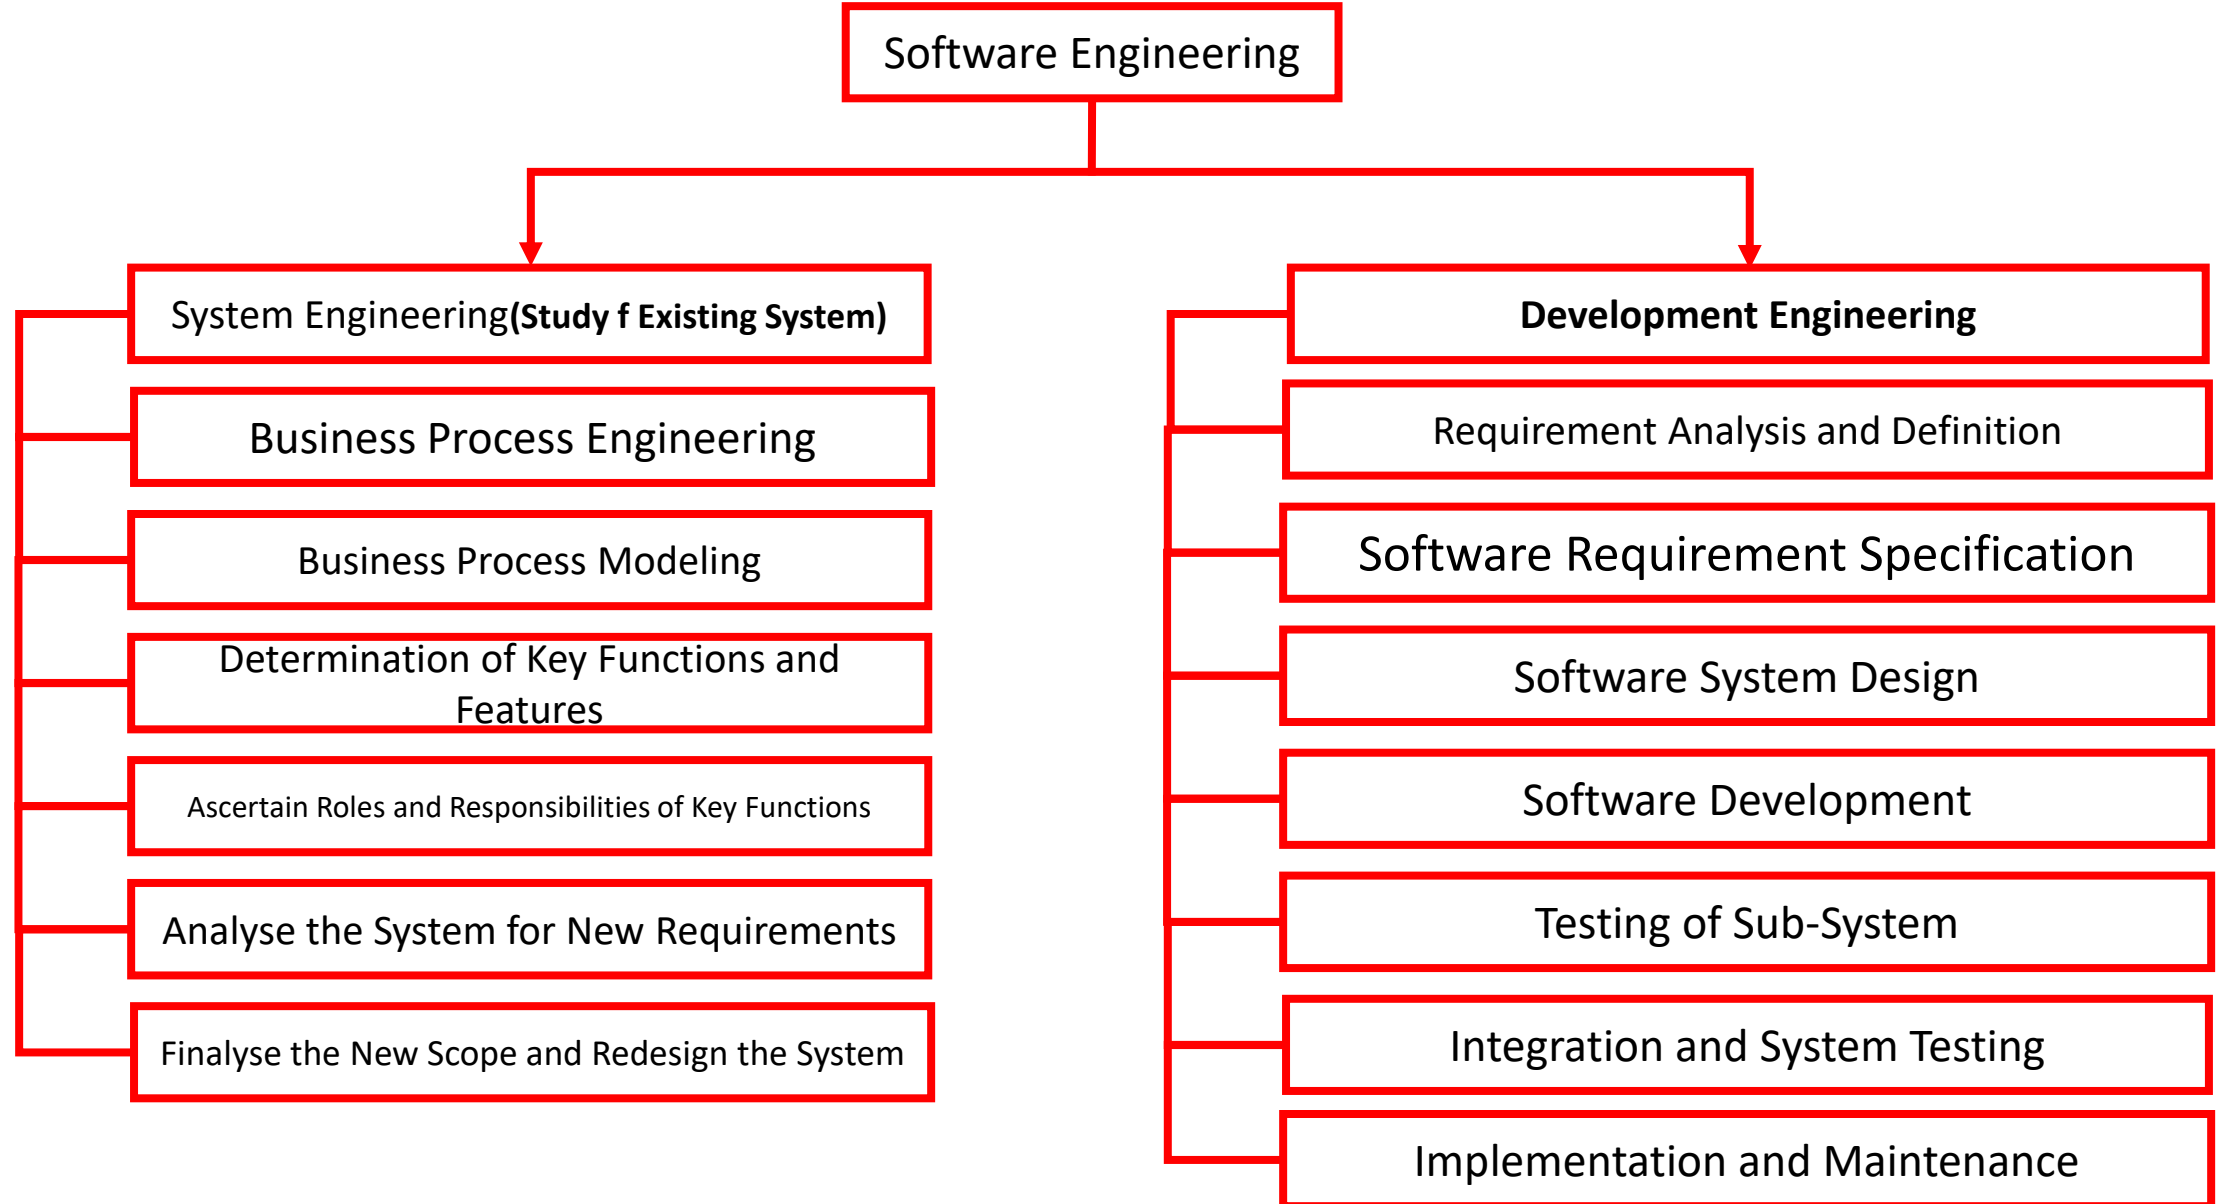 Software Engineering
System Engineering(Study f Existing System)
Business Process Engineering
Business Process Modeling
Determination of Key Functions and
Features
Ascertain Roles and Responsibilities of Key Functions
Analyse the System for New Requirements
Finalyse the New Scope and Redesign the System
Development Engineering
Requirement Analysis and Definition
Software Requirement Specification
Software System Design
Software Development
Testing of Sub-System
Integration and System Testing
Implementation and Maintenance